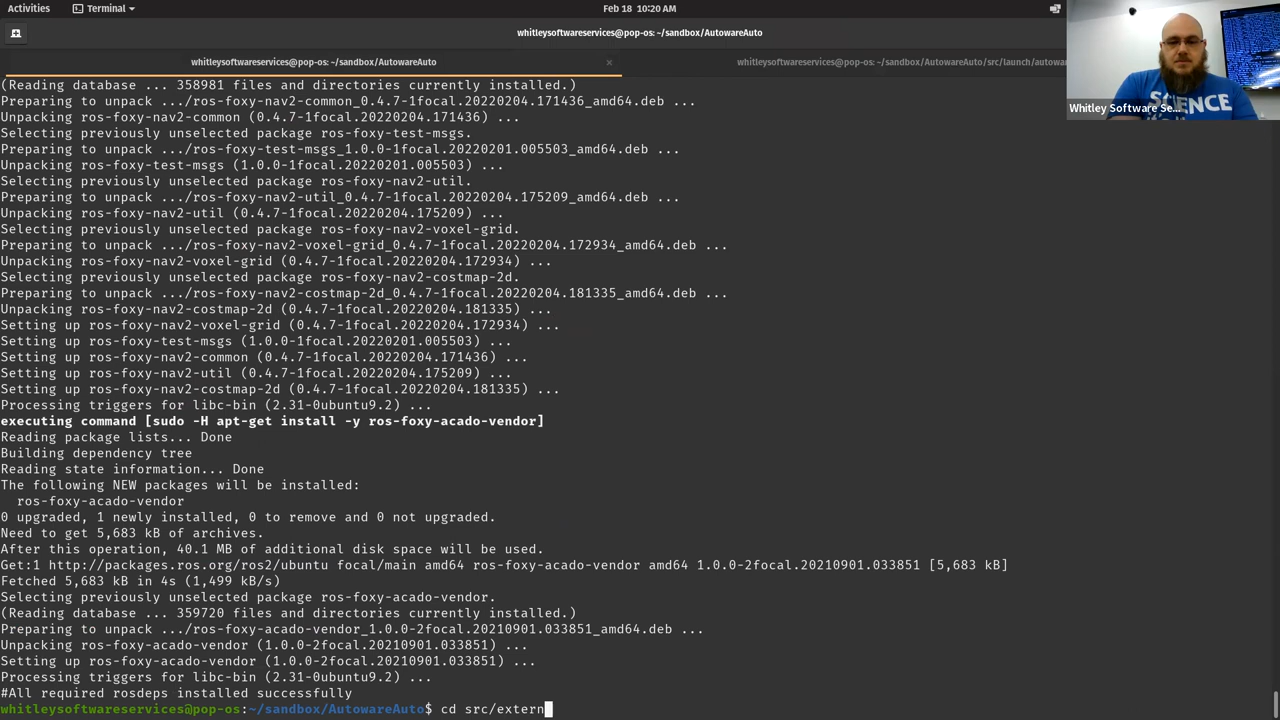 Activities
Terminal
Feb 18 10:20 AM
whitleysoftwareservices@pop-os: ~/sandbox/AutowareAuto
whitleysoftwareservices@pop-os: ~/sandbox/AutowareAuto
whitleysoftwareservices@pop-os: ~/sandbox/AutowareAuto/src/launch/autowar
SCIENCE
Whitley Software Se...
(Reading database ... 358981 files and directories currently installed.)
Preparing to unpack .../ros-foxy-nav2-common_0.4.7-1focal.20220204.171436_amd64.deb ...
Unpacking ros-foxy-nav2-common (0.4.7-1focal.20220204.171436) ...
Selecting previously unselected package ros-foxy-test-msgs.
Preparing to unpack .../ros-foxy-test-msgs_1.0.0-1focal.20220201.005503_amd64.deb ...
Unpacking ros-foxy-test-msgs (1.0.0-1focal.20220201.005503) ...
Selecting previously unselected package ros-foxy-nav2-util.
Preparing to unpack .../ros-foxy-nav2-util_0.4.7-1focal.20220204.175209_amd64.deb ...
Unpacking ros-foxy-nav2-util (0.4.7-1focal.20220204.175209) ...
Selecting previously unselected package ros-foxy-nav2-voxel-grid.
Preparing to unpack .../ros-foxy-nav2-voxel-grid_0.4.7-1focal.20220204.172934_amd64.deb ...
Unpacking ros-foxy-nav2-voxel-grid (0.4.7-1focal.20220204.172934) ...
Selecting previously unselected package ros-foxy-nav2-costmap-2d.
Preparing to unpack .../ros-foxy-nav2-costmap-2d_0.4.7-1focal.20220204.181335_amd64.deb ...
Unpacking ros-foxy-nav2-costmap-2d (0.4.7-1focal.20220204.181335) ...
Setting up ros-foxy-nav2-voxel-grid (0.4.7-1focal.20220204.172934) ...
Setting up ros-foxy-test-msgs (1.0.0-1focal.20220201.005503) ...
Setting up ros-foxy-nav2-common (0.4.7-1focal.20220204.171436) ...
Setting up ros-foxy-nav2-util (0.4.7-1focal.20220204.175209) ...
Setting up ros-foxy-nav2-costmap-2d (0.4.7-1focal.20220204.181335) ...
Processing triggers for libc-bin (2.31-0ubuntu9.2) ...
executing command [sudo -H apt-get install -y ros-foxy-acado-vendor]
Reading package lists... Done
Building dependency tree
Reading state information... Done
The following NEW packages will be installed:
ros-foxy-acado-vendor
0 upgraded, 1 newly installed, 0 to remove and 0 not upgraded.
Need to get 5,683 kB of archives.
After this operation, 40.1 MB of additional disk space will be used.
Get:1 http://packages.ros.org/ros2/ubuntu focal/main amd64 ros-foxy-acado-vendor amd64 1.0.0-2focal.20210901.033851 [5,683 kB]
Fetched 5,683 kB in 4s (1,499 kB/s)
Selecting previously unselected package ros-foxy-acado-vendor.
(Reading database ... 359720 files and directories currently installed.)
Preparing to unpack .../ros-foxy-acado-vendor_1.0.0-2focal.20210901.033851_amd64.deb ...
Unpacking ros-foxy-acado-vendor (1.0.0-2focal.20210901.033851) ...
Setting up ros-foxy-acado-vendor (1.0.0-2focal.20210901.033851) ...
Processing triggers for libc-bin (2.31-0ubuntu9.2) ...
#All required rosdeps installed successfully
whitleysoftwareservices@pop-os:~/sandbox/AutowareAuto$ cd src/extern